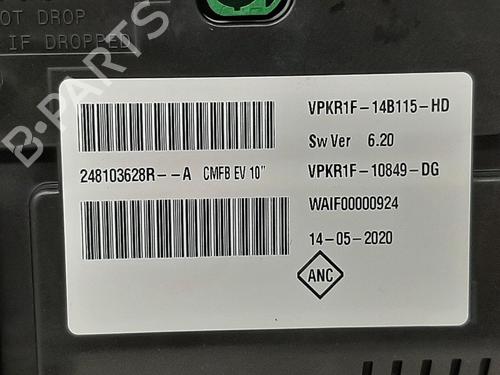 NOT DROP
IF DROPPED
VPKR1F-14B115-HD
Sw Ver 6.20
248103628R--A CMFB EV 10"
VPKR1F-10849-DG
WAIF00000924
14-05-2020
ANC
B-PARTS